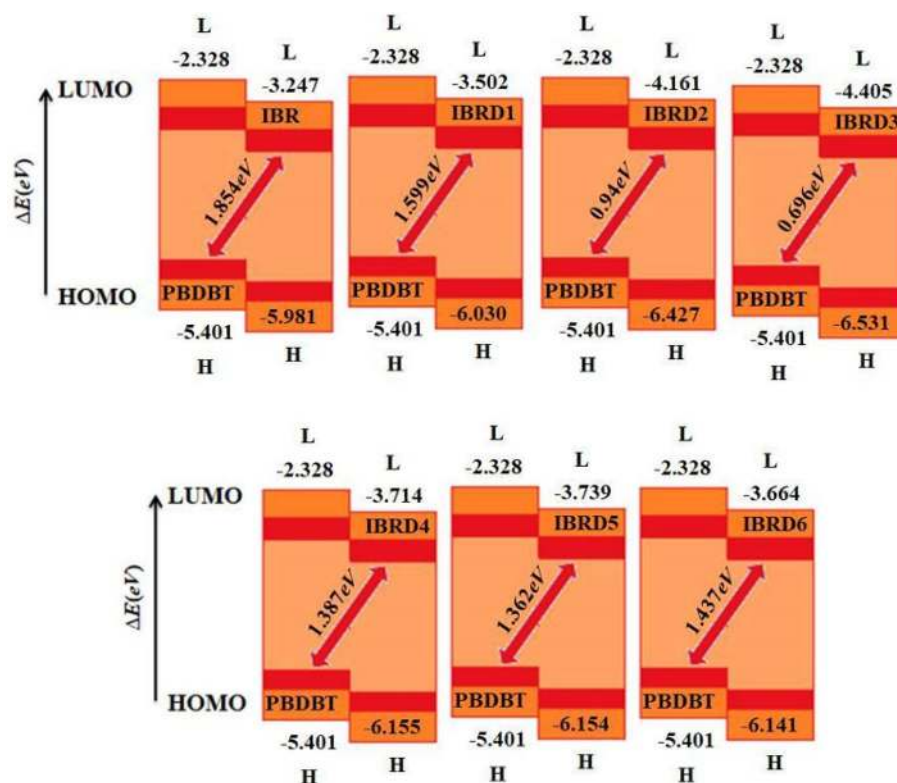 L L L L
-2.328 L -2.328 L -2.328 L -2.328 L
-3.247 -3.502 -4.161 -4.405
LUMO
IBR IBRD1 IBRD2 IBRD3
ΔE(eV)
1.854eV 1.599eV 0.94eV 0.696eV
HOMO
PBDBT PBDBT PBDBT PBDBT
-5.981 -6.030 -6.427 -6.531
-5.401 -5.401 -5.401 -5.401
H H H H
H H H H
L L L
-2.328 L -2.328 L -2.328 L
LUMO
-3.714 -3.739 -3.664
IBRD4 IBRD5 IBRD6
ΔE(eV)
1.387eV 1.362eV 1.437eV
HOMO
PBDBT PBDBT PBDBT
-6.155 -6.154 -6.141
-5.401 -5.401 -5.401
H H H
H H H